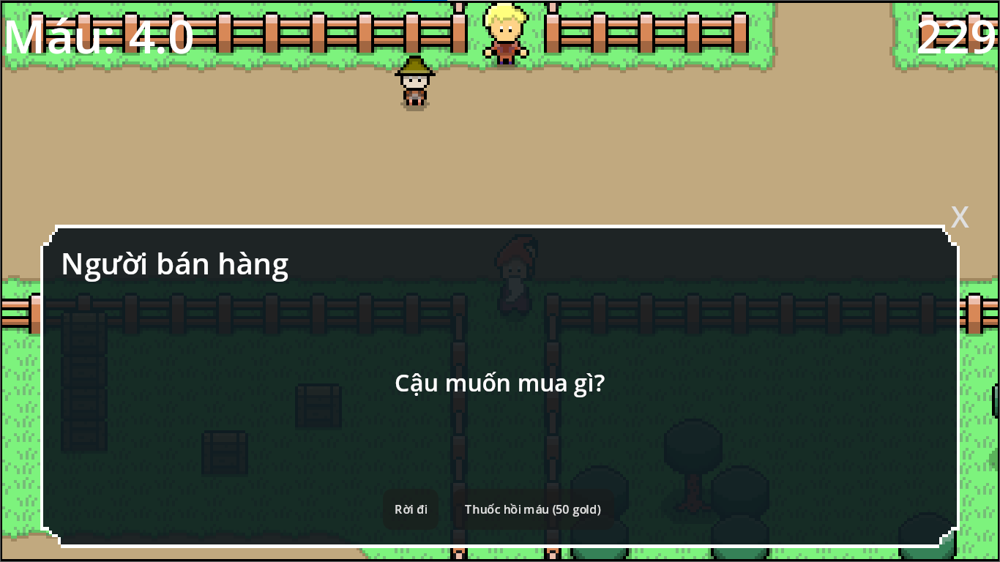 Máu: 4.0
229
X
Người bán hàng
Cậu muốn mua gì?
Rời đi
Thuốc hồi máu (50 gold)